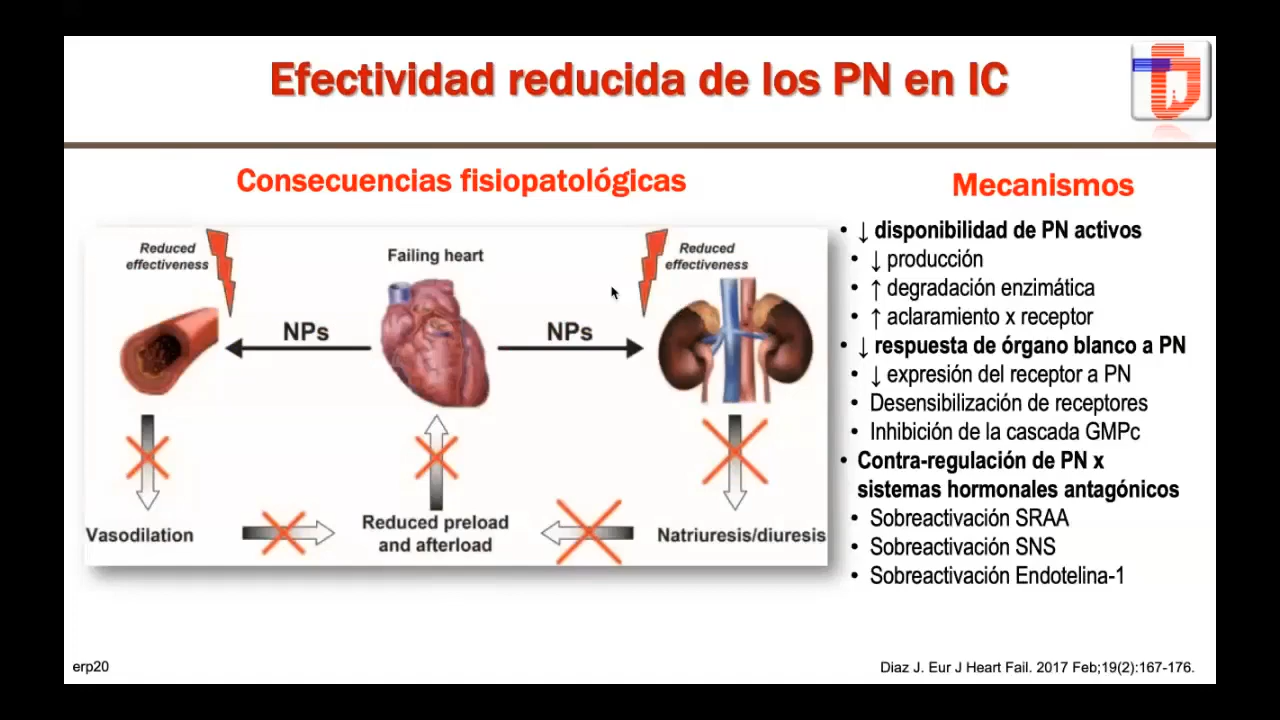 Efectividad reducida de los PN en IC
Consecuencias fisiopatológicas
Reduced
effectiveness
Failing heart
Reduced
effectiveness
NPs
NPs
Vasodilation
Reduced preload
and afterload
Natriuresis/diuresis
Mecanismos
• ↓ disponibilidad de PN activos
• ↓ producción
• ↑ degradación enzimática
• ↑ aclaramiento x receptor
• ↓ respuesta de órgano blanco a PN
• ↓ expresión del receptor a PN
• Desensibilización de receptores
• Inhibición de la cascada GMPc
• Contra-regulación de PN x
sistemas hormonales antagónicos
• Sobreactivación SRAA
• Sobreactivación SNS
• Sobreactivación Endotelina-1
erp20
Diaz J. Eur J Heart Fail. 2017 Feb;19(2):167-176.